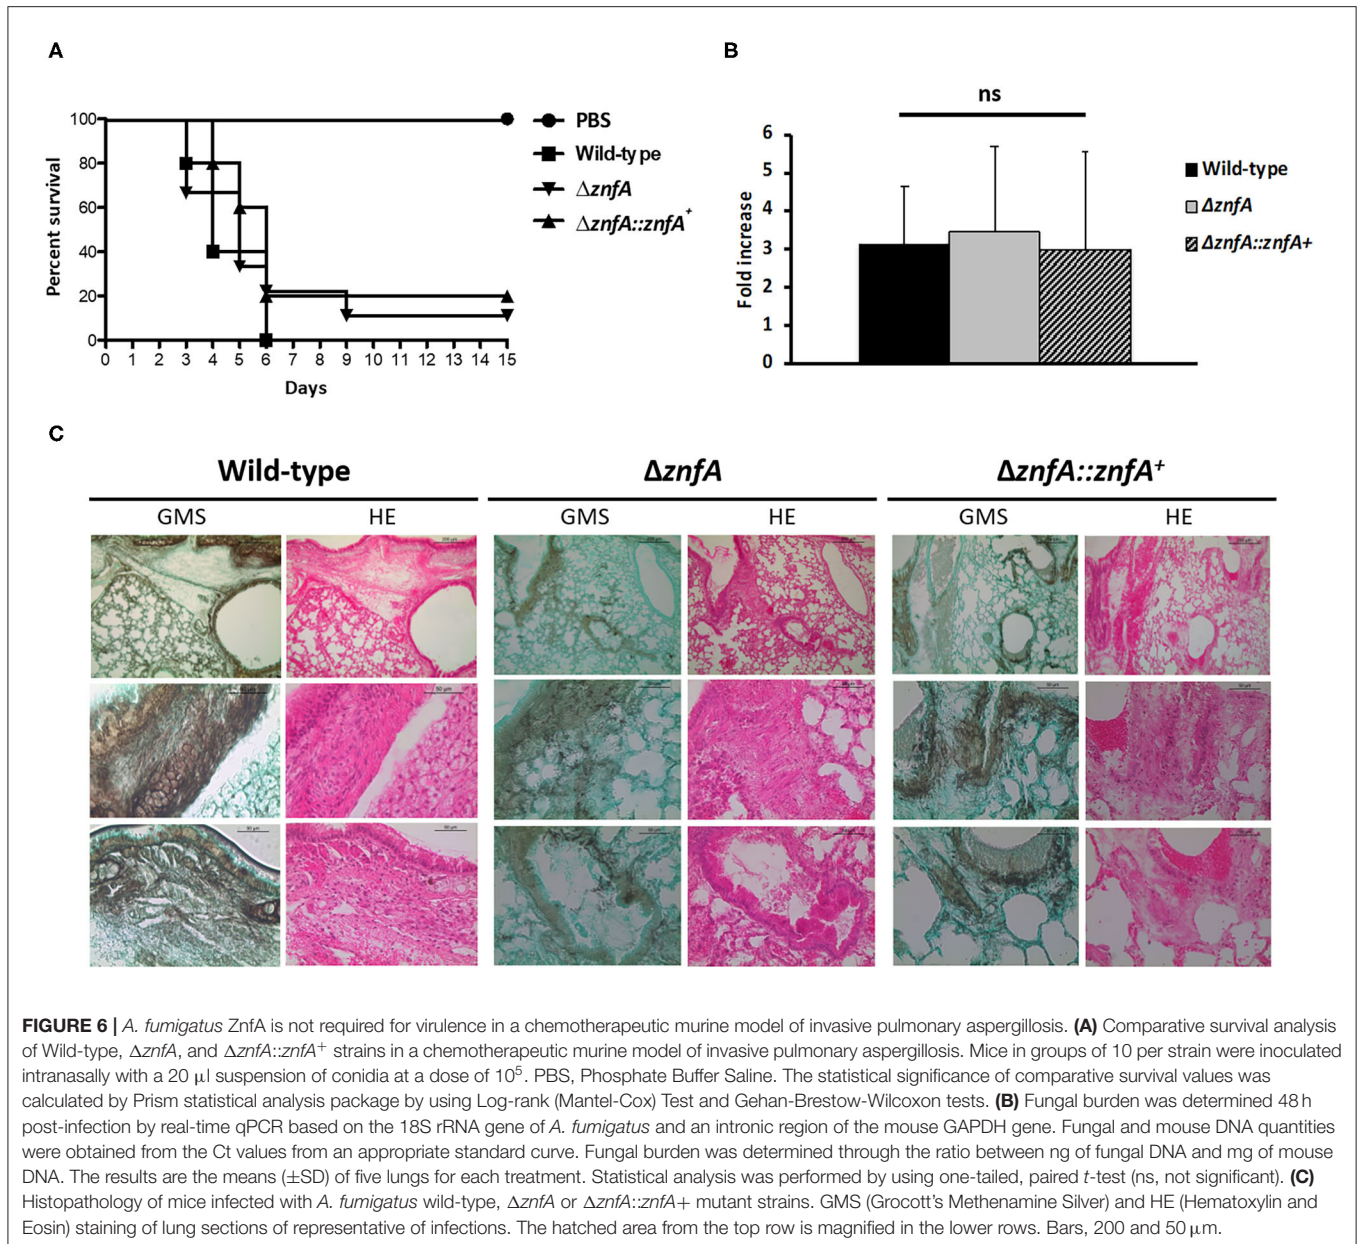 A
B
100
80
60
40
20
0
Percent survival
0 1 2 3 4 5 6 7 8 9 10 11 12 13 14 15
Days
PBS
Wild-type
ΔznfA
ΔznfA::znfA+
ns
6
5
4
3
2
1
0
Fold increase
Wild-type
ΔznfA
ΔznfA::znfA+
C
Wild-type ΔznfA ΔznfA::znfA+
GMS HE GMS HE GMS HE
200 µm
50 µm 50 µm
50 µm 50 µm
FIGURE 6 | A. fumigatus ZnfA is not required for virulence in a chemotherapeutic murine model of invasive pulmonary aspergillosis. (A) Comparative survival analysis
of Wild-type, ΔznfA, and ΔznfA::znfA+ strains in a chemotherapeutic murine model of invasive pulmonary aspergillosis. Mice in groups of 10 per strain were inoculated
intranasally with a 20 µl suspension of conidia at a dose of 10⁵. PBS, Phosphate Buffer Saline. The statistical significance of comparative survival values was
calculated by Prism statistical analysis package by using Log-rank (Mantel-Cox) Test and Gehan-Brestow-Wilcoxon tests. (B) Fungal burden was determined 48 h
post-infection by real-time qPCR based on the 18S rRNA gene of A. fumigatus and an intronic region of the mouse GAPDH gene. Fungal and mouse DNA quantities
were obtained from the Ct values from an appropriate standard curve. Fungal burden was determined through the ratio between ng of fungal DNA and mg of mouse
DNA. The results are the means (±SD) of five lungs for each treatment. Statistical analysis was performed by using one-tailed, paired t-test (ns, not significant). (C)
Histopathology of mice infected with A. fumigatus wild-type, ΔznfA or ΔznfA::znfA+ mutant strains. GMS (Grocott's Methenamine Silver) and HE (Hematoxylin and
Eosin) staining of lung sections of representative of infections. The hatched area from the top row is magnified in the lower rows. Bars, 200 and 50 µm.